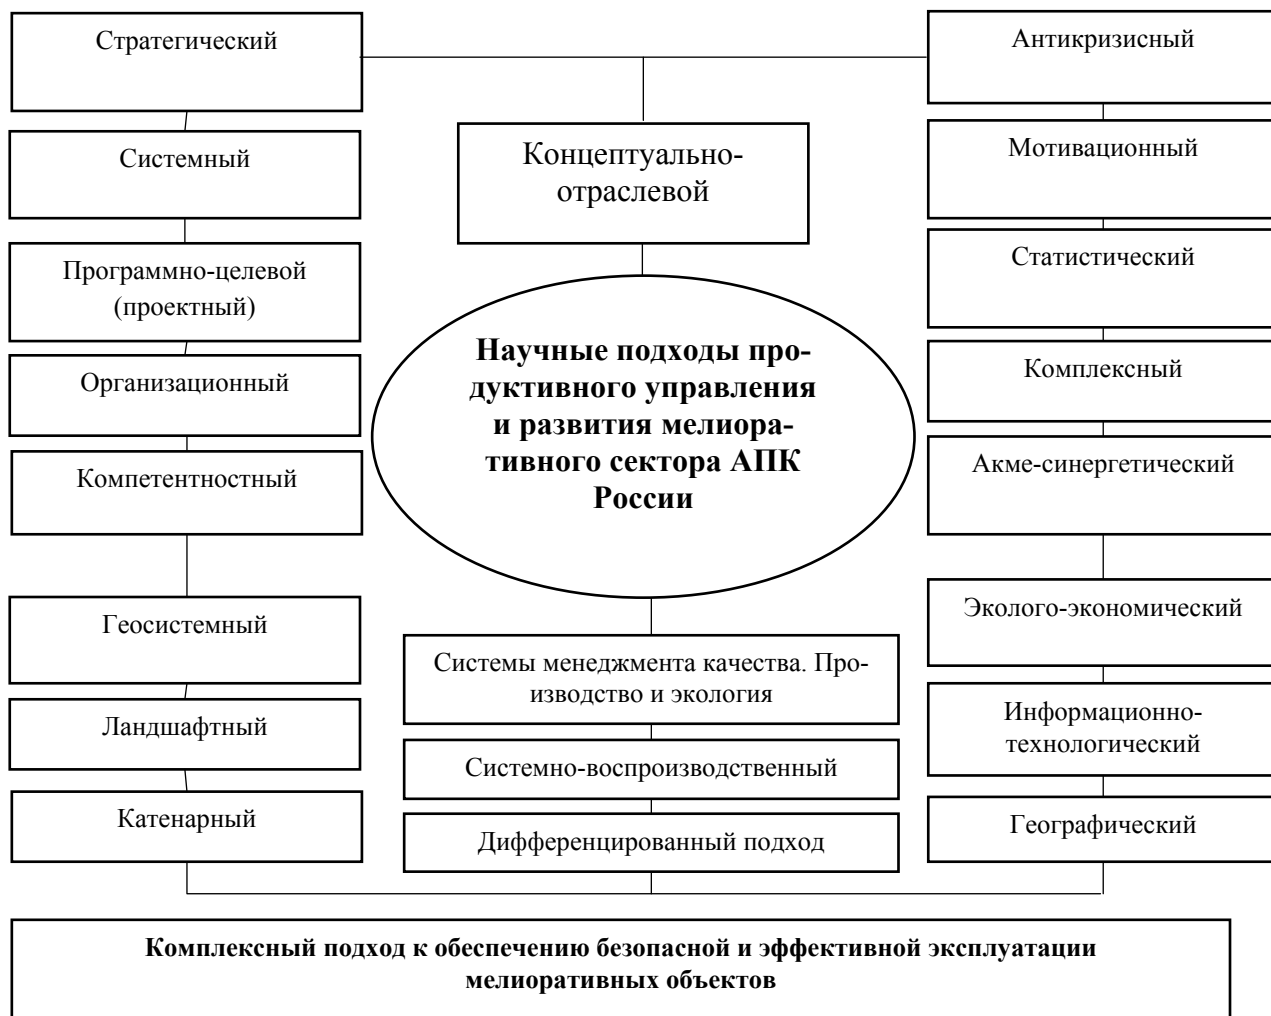 Стратегический
Системный
Программно-целевой
(проектный)
Организационный
Компетентностный
Геосистемный
Ландшафтный
Катенарный
Концептуально-
отраслевой
Научные подходы про-
дуктивного управления
и развития мелиора-
тивного сектора АПК
России
Системы менеджмента качества. Про-
изводство и экология
Системно-воспроизводственный
Дифференцированный подход
Антикризисный
Мотивационный
Статистический
Комплексный
Акме-синергетический
Эколого-экономический
Информационно-
технологический
Географический
Комплексный подход к обеспечению безопасной и эффективной эксплуатации
мелиоративных объектов